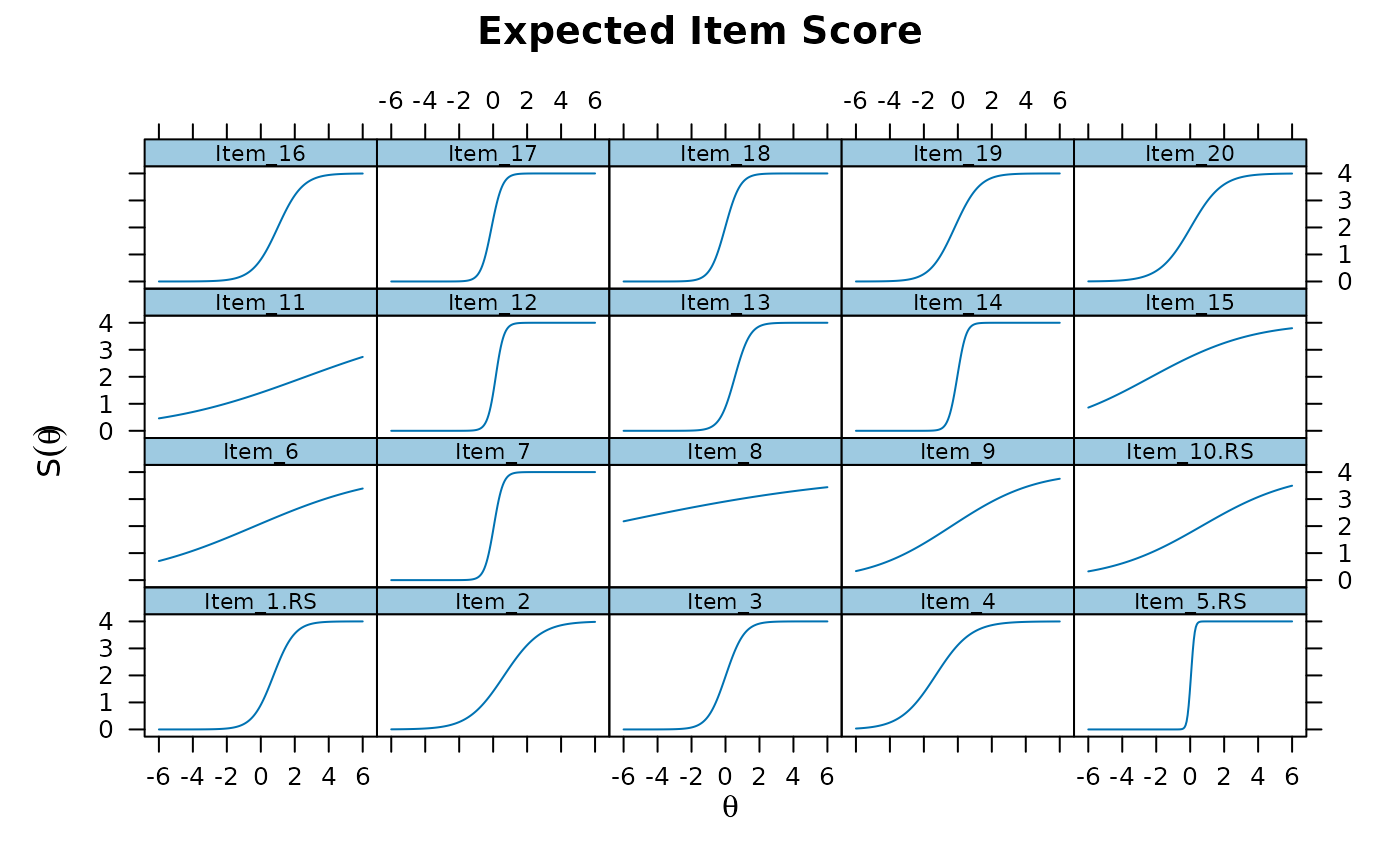 Expected Item Score
-6 -4 -2 0 2 4 6 -6 -4 -2 0 2 4 6
Item_16 Item_17 Item_18 Item_19 Item_20
4
3
2
1
0
Item_11 Item_12 Item_13 Item_14 Item_15
4
3
2
1
0
Item_6 Item_7 Item_8 Item_9 Item_10.RS
4
3
2
1
0
Item_1.RS Item_2 Item_3 Item_4 Item_5.RS
4
3
2
1
0
-6 -4 -2 0 2 4 6 -6 -4 -2 0 2 4 6 -6 -4 -2 0 2 4 6
θ
S(θ)